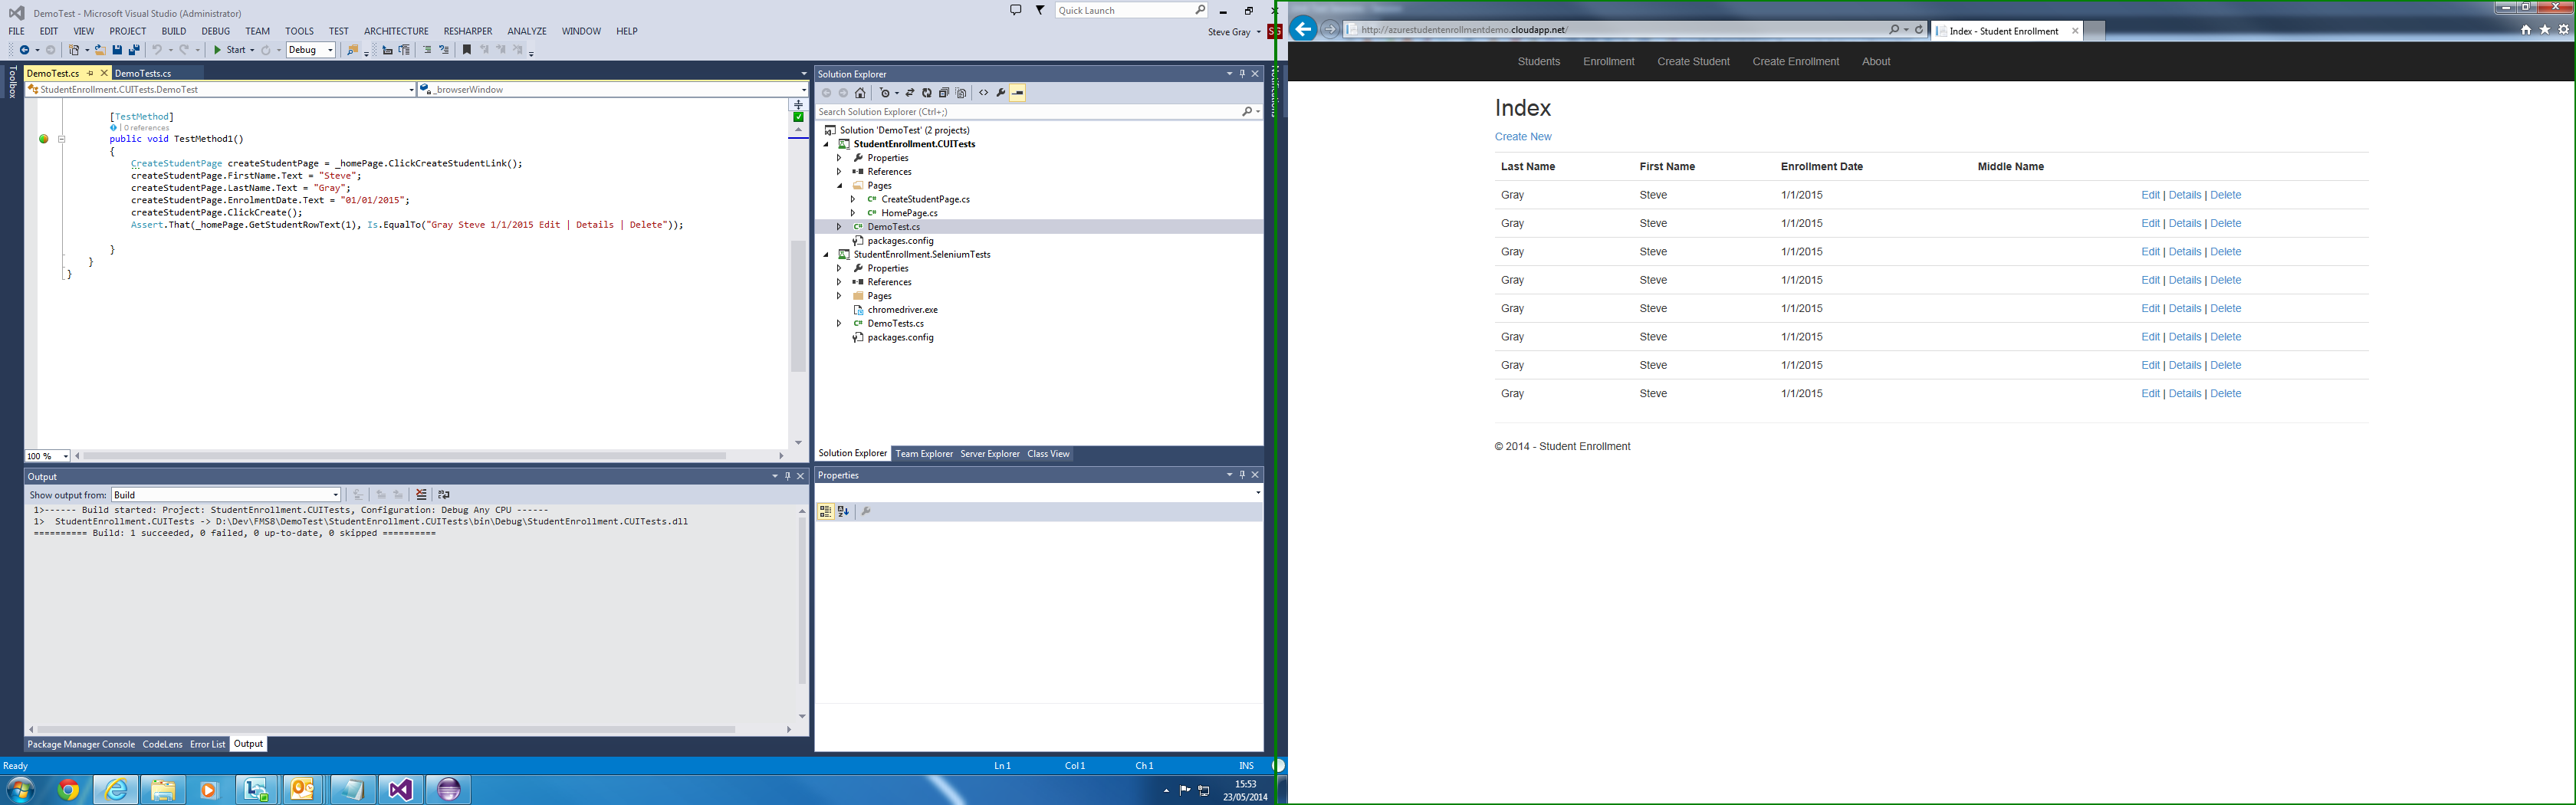 DemoTest - Microsoft Visual Studio (Administrator)
Quick Launch
FILE EDIT VIEW PROJECT BUILD DEBUG TEAM TOOLS TEST ARCHITECTURE RESHARPER ANALYZE WINDOW HELP
Steve Gray
SG
Start
Debug
Toolbox
DemoTest.cs
DemoTests.cs
StudentEnrollment.CUITests.DemoTest
_browserWindow
[TestMethod]
| 0 references
public void TestMethod1()
{
CreateStudentPage createStudentPage = _homePage.ClickCreateStudentLink();
createStudentPage.FirstName.Text = "Steve";
createStudentPage.LastName.Text = "Gray";
createStudentPage.EnrolmentDate.Text = "01/01/2015";
createStudentPage.ClickCreate();
Assert.That(_homePage.GetStudentRowText(1), Is.EqualTo("Gray Steve 1/1/2015 Edit | Details | Delete"));
}
}
}
100 %
Output
Show output from: Build
1>------ Build started: Project: StudentEnrollment.CUITests, Configuration: Debug Any CPU ------
1>  StudentEnrollment.CUITests -> D:\Dev\FMS8\DemoTest\StudentEnrollment.CUITests\bin\Debug\StudentEnrollment.CUITests.dll
========== Build: 1 succeeded, 0 failed, 0 up-to-date, 0 skipped ==========
Package Manager Console CodeLens Error List Output
Solution Explorer
Search Solution Explorer (Ctrl+;)
Solution 'DemoTest' (2 projects)
StudentEnrollment.CUITests
Properties
References
Pages
CreateStudentPage.cs
HomePage.cs
DemoTest.cs
packages.config
StudentEnrollment.SeleniumTests
Properties
References
Pages
chromedriver.exe
DemoTests.cs
packages.config
Solution Explorer Team Explorer Server Explorer Class View
Properties
Ready
Ln 1 Col 1 Ch 1 INS
15:53
23/05/2014
http://azurestudentenrollmentdemo.cloudapp.net/
Index - Student Enrollment
Students Enrollment Create Student Create Enrollment About
Index
Create New
Last Name First Name Enrollment Date Middle Name
Gray Steve 1/1/2015 Edit | Details | Delete
Gray Steve 1/1/2015 Edit | Details | Delete
Gray Steve 1/1/2015 Edit | Details | Delete
Gray Steve 1/1/2015 Edit | Details | Delete
Gray Steve 1/1/2015 Edit | Details | Delete
Gray Steve 1/1/2015 Edit | Details | Delete
Gray Steve 1/1/2015 Edit | Details | Delete
Gray Steve 1/1/2015 Edit | Details | Delete
© 2014 - Student Enrollment